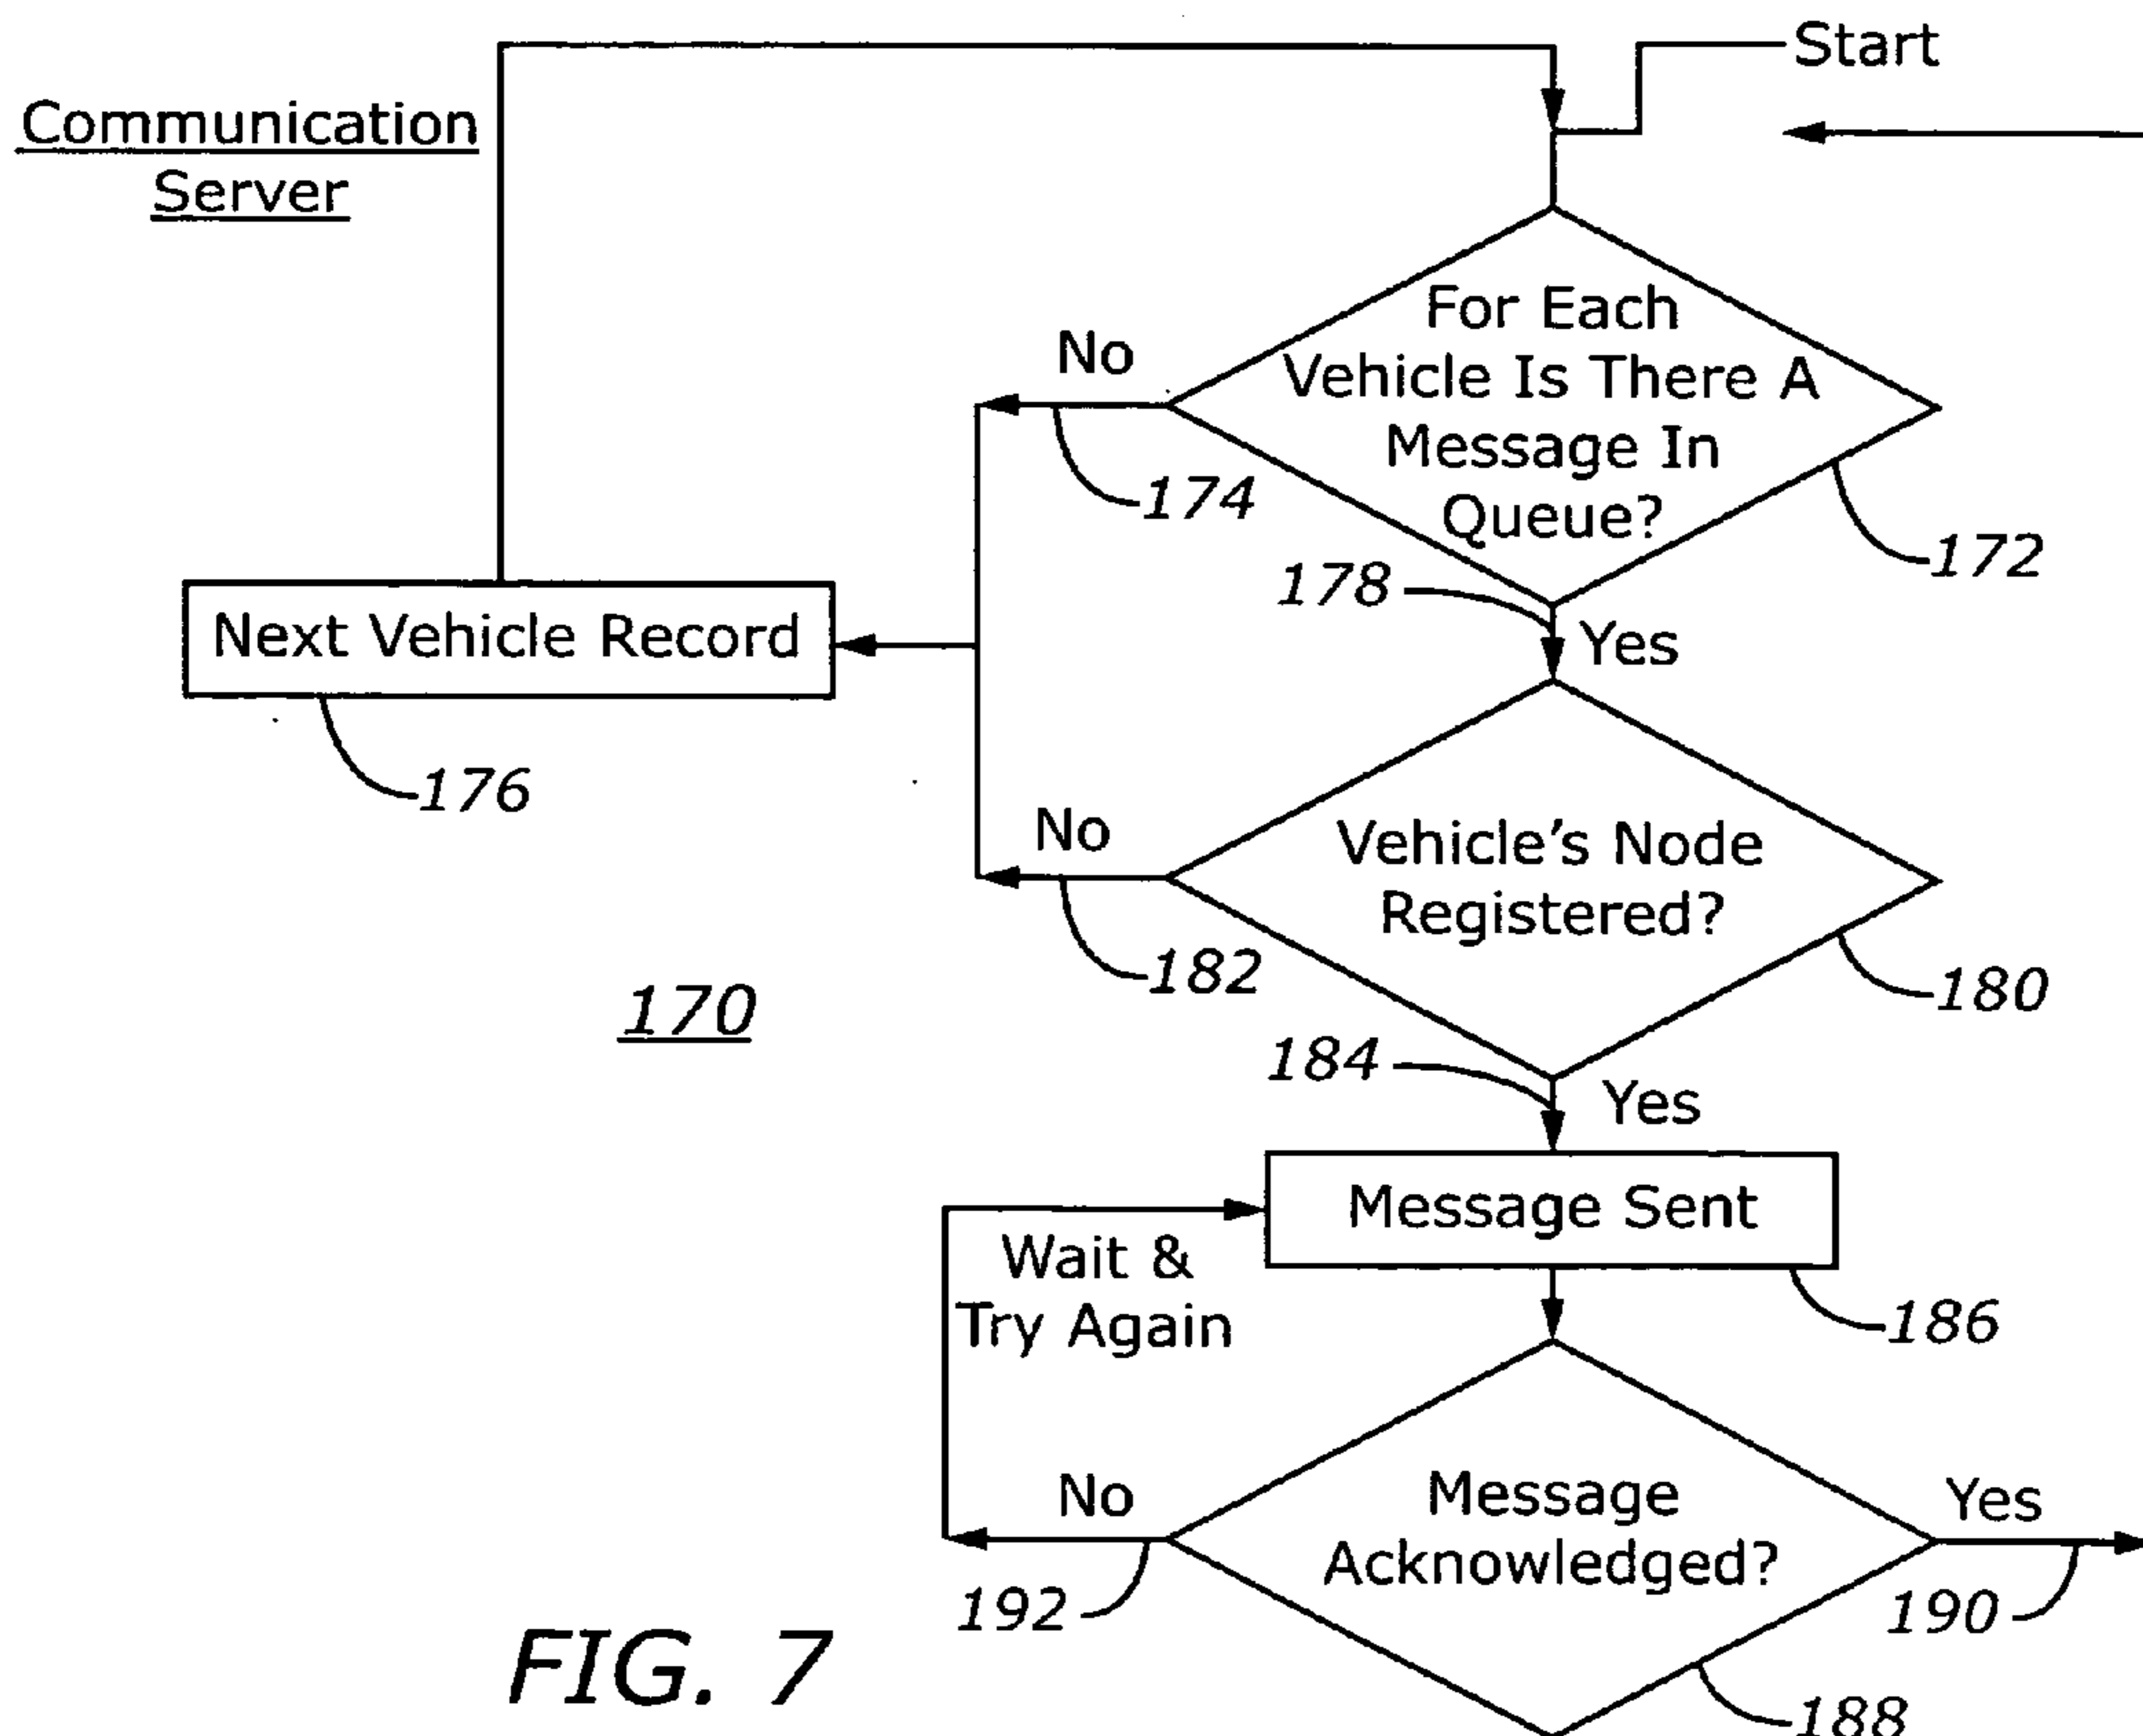 Start
Communication
Server
For Each
Vehicle Is There A
Message In
Queue?
No
174
172
178
Yes
Next Vehicle Record
176
Vehicle's Node
Registered?
No
182
180
170
184
Yes
Message Sent
186
Wait &
Try Again
Message
Acknowledged?
No
192
Yes
190
188
FIG. 7